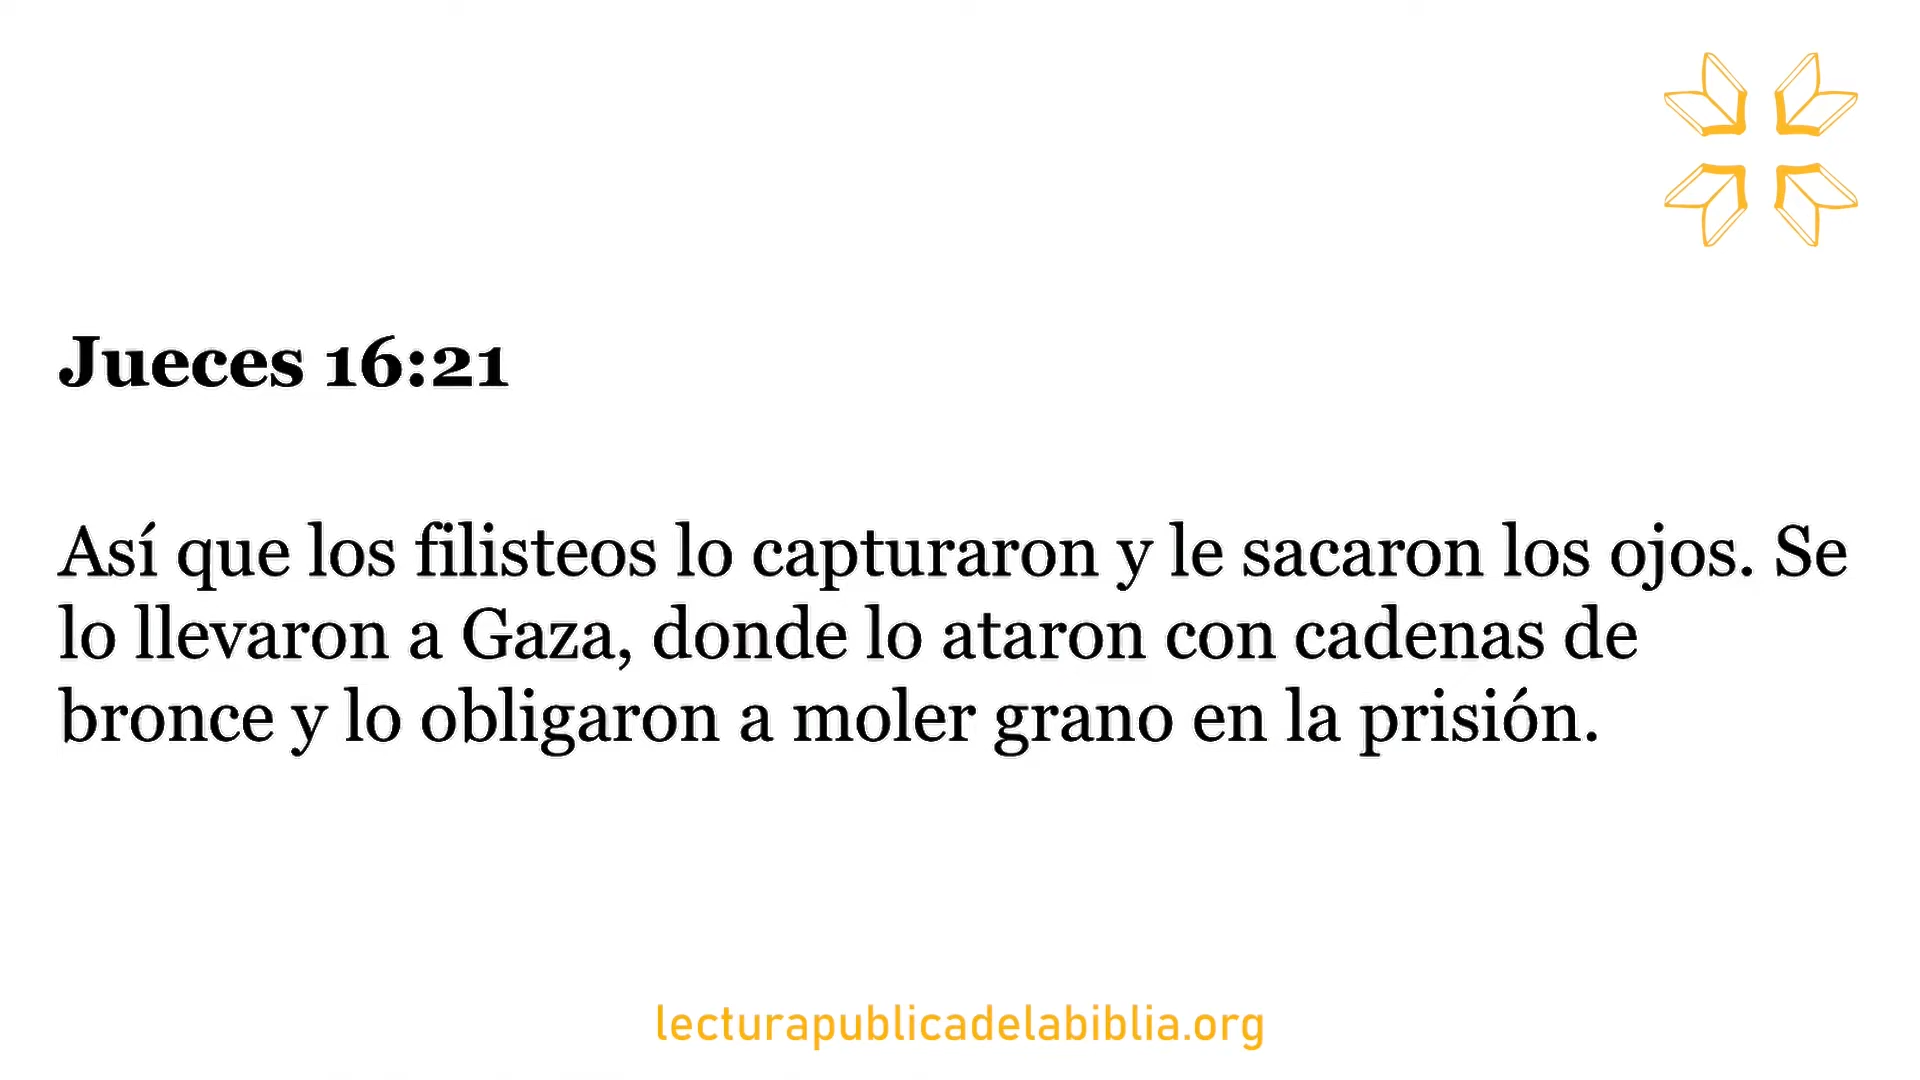 Jueces 16:21
Así que los filisteos lo capturaron y le sacaron los ojos. Se
lo llevaron a Gaza, donde lo ataron con cadenas de
bronce y lo obligaron a moler grano en la prisión.
lecturapublicadelabiblia.org